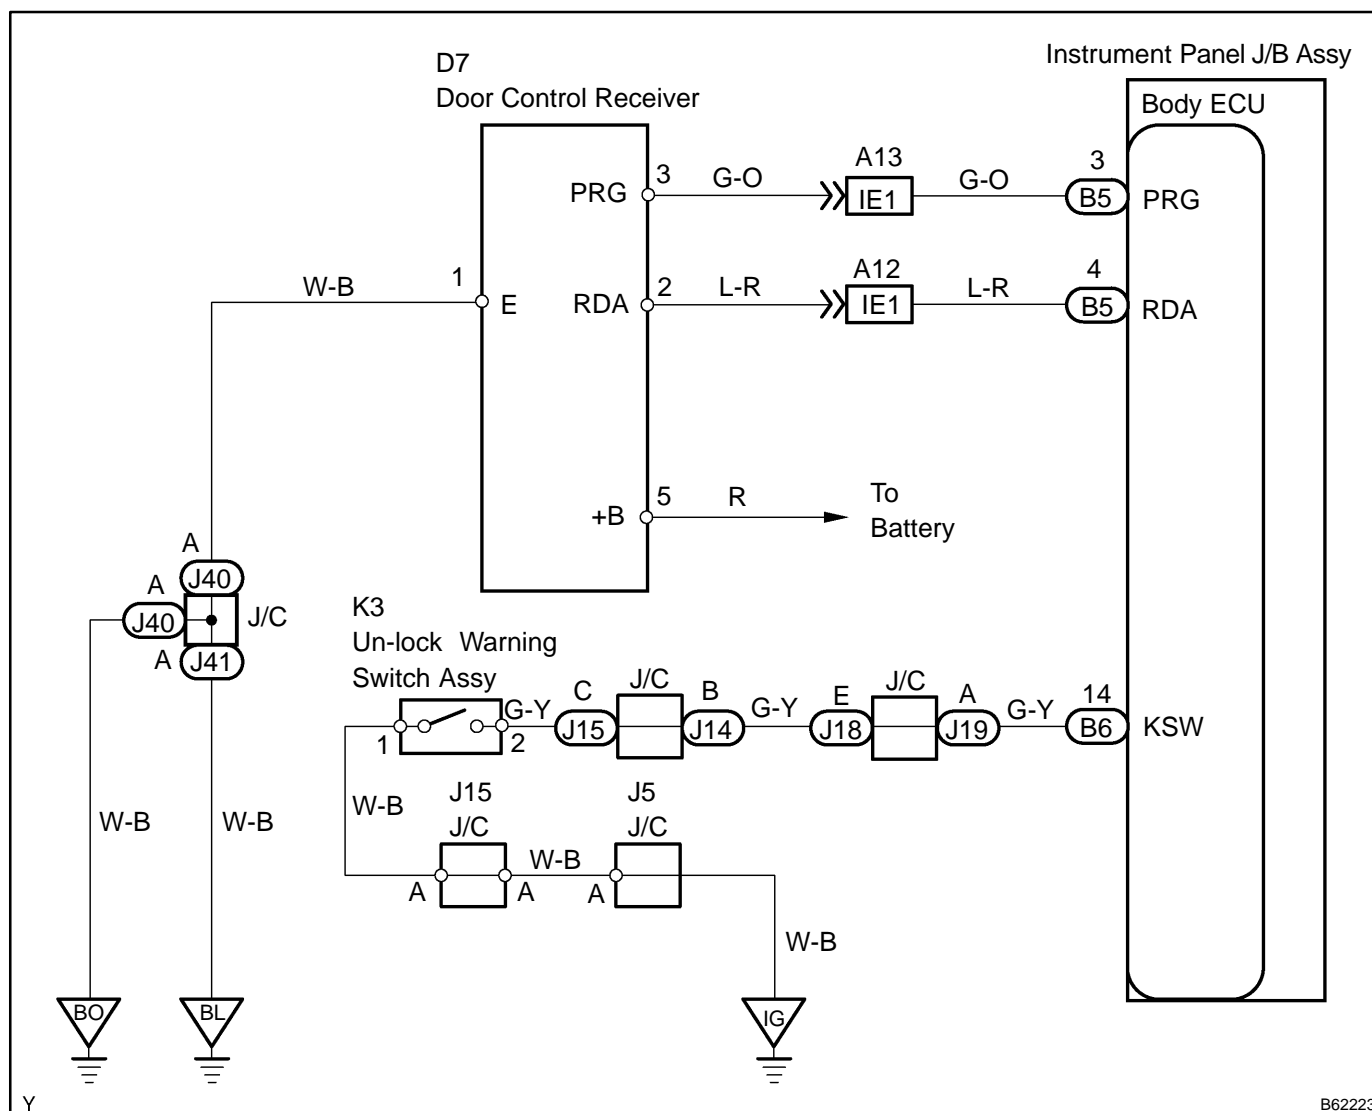 D7
Door Control Receiver
Instrument Panel J/B Assy
Body ECU
PRG
3
G-O
A13
IE1
G-O
3
B5
PRG
W-B
1
E
RDA
2
L-R
A12
IE1
L-R
4
B5
RDA
+B
5
R
To
Battery
A
J40
A
J40
J/C
A
J41
K3
Un-lock Warning
Switch Assy
1
2
G-Y
C
J15
J/C
B
J14
G-Y
E
J18
J/C
A
J19
G-Y
14
B6
KSW
W-B
W-B
W-B
J15
J/C
A
A
W-B
J5
J/C
A
W-B
BO
BL
IG
Y
B62223